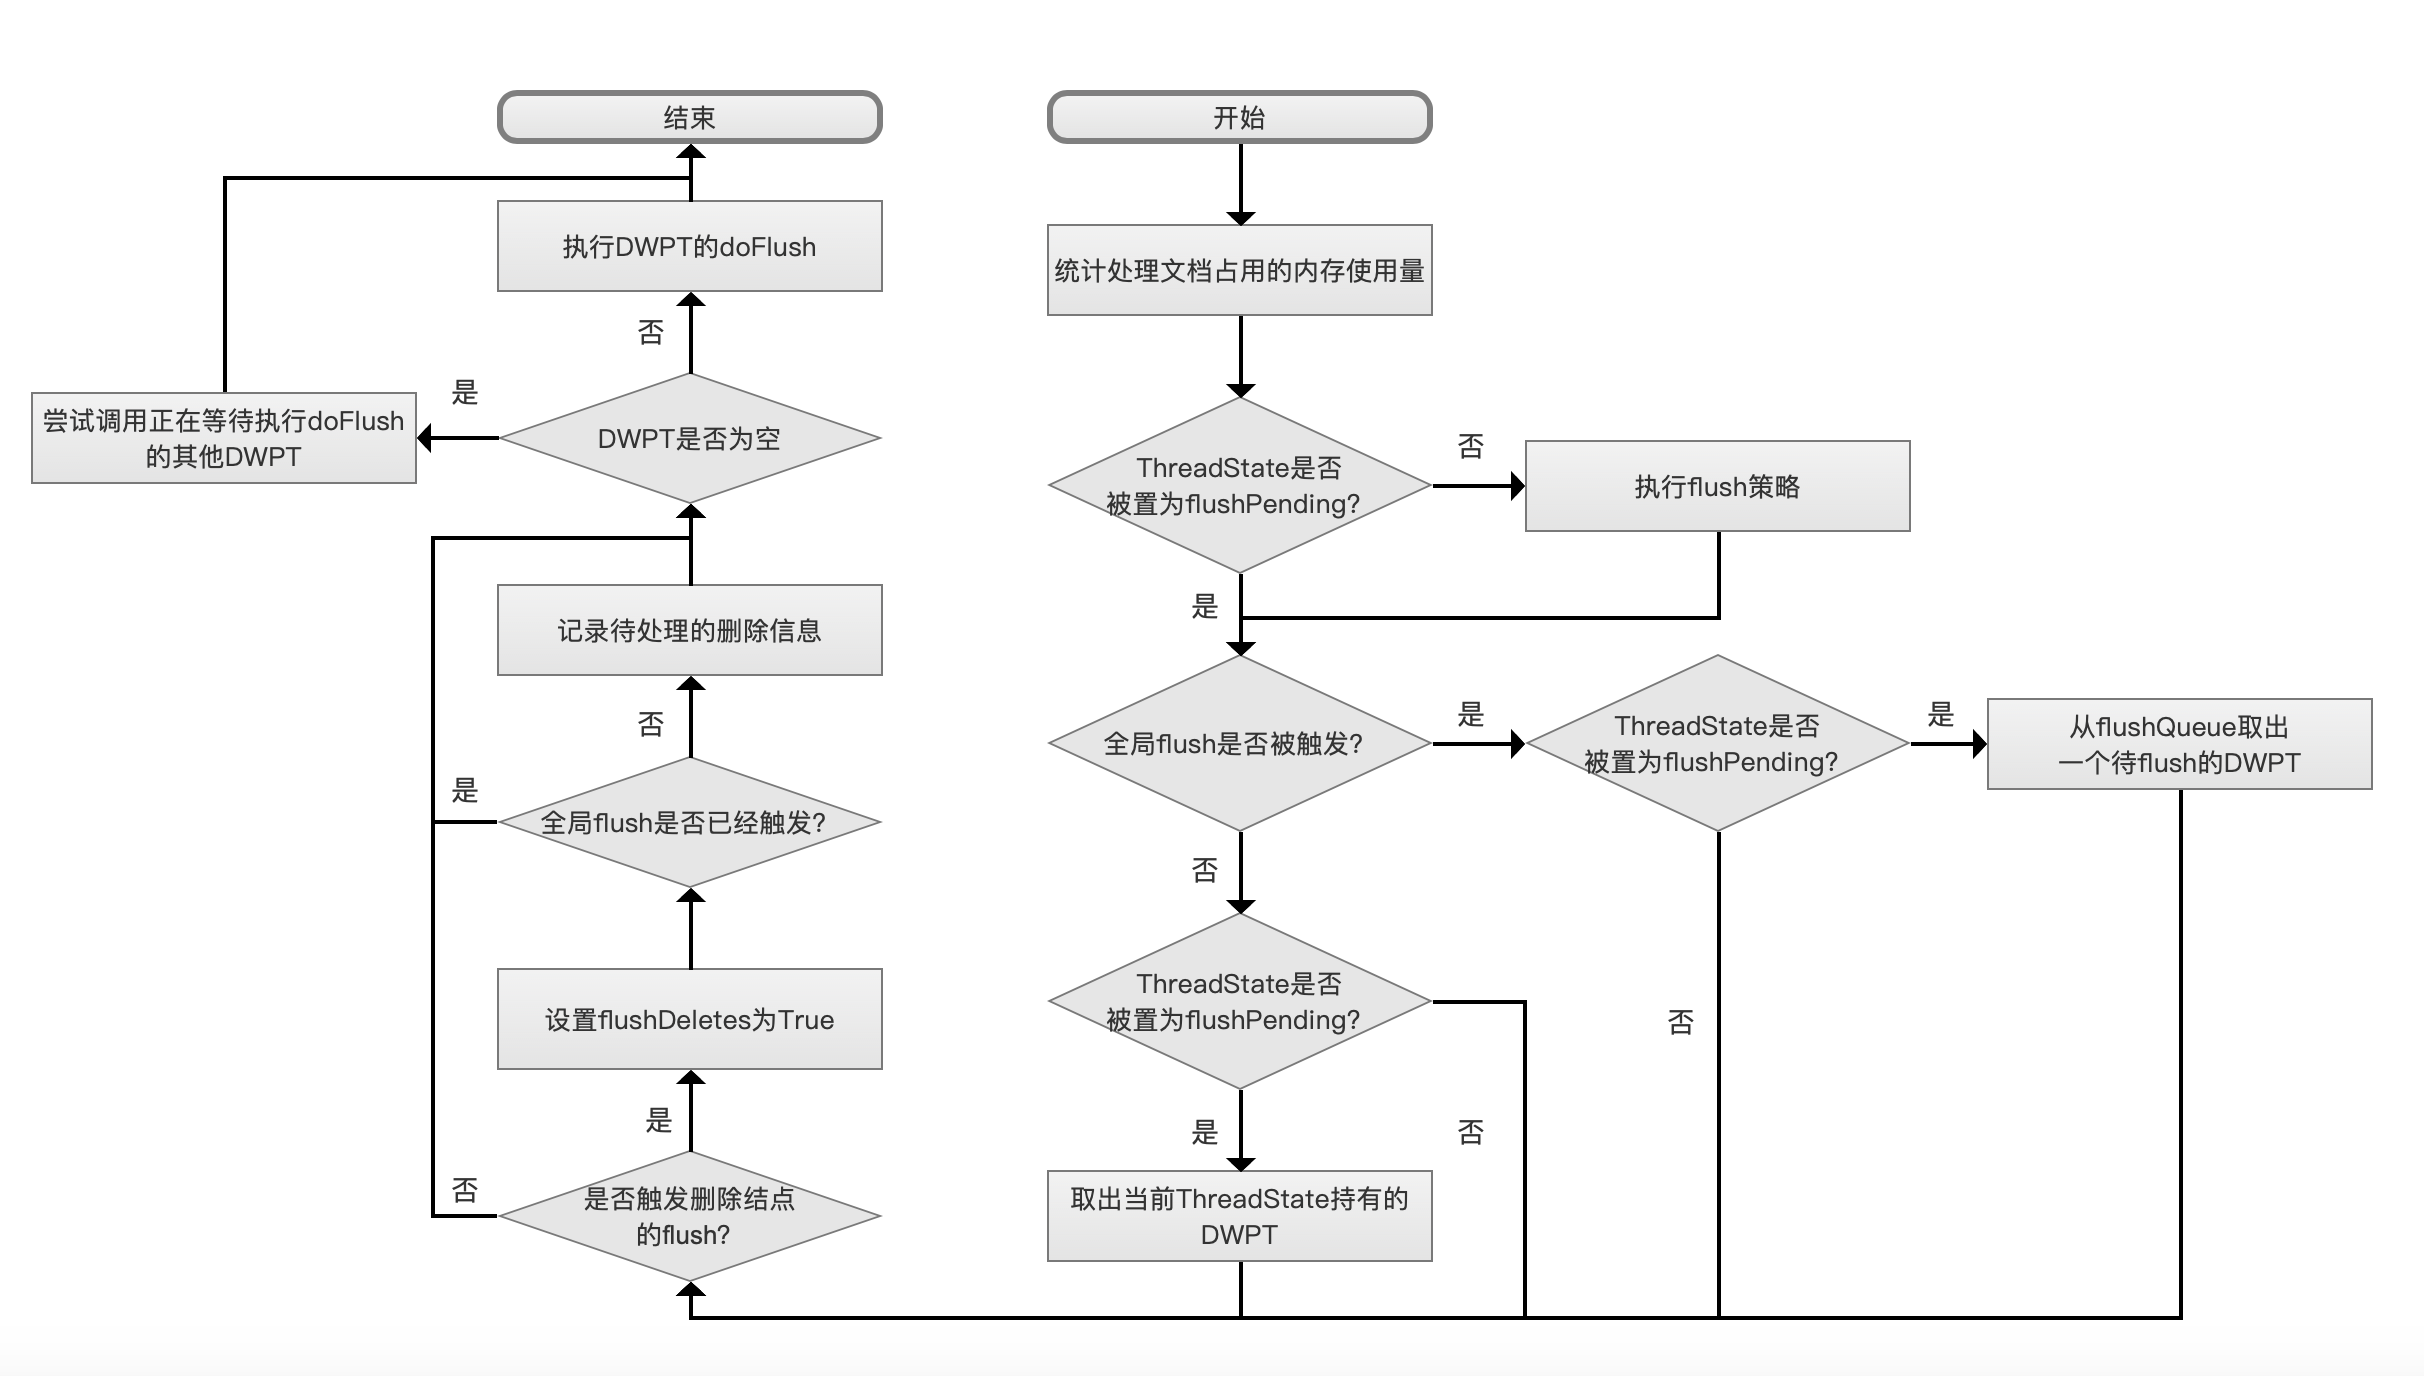 开始
统计处理文档占用的内存使用量
ThreadState是否
被置为flushPending?
否
执行flush策略
是
全局flush是否被触发?
是
ThreadState是否
被置为flushPending?
是
从flushQueue取出
一个待flush的DWPT
否
否
ThreadState是否
被置为flushPending?
是
否
取出当前ThreadState持有的
DWPT
是否触发删除结点
的flush?
否
是
设置flushDeletes为True
全局flush是否已经触发?
是
否
记录待处理的删除信息
DWPT是否为空
是
尝试调用正在等待执行doFlush
的其他DWPT
否
执行DWPT的doFlush
结束